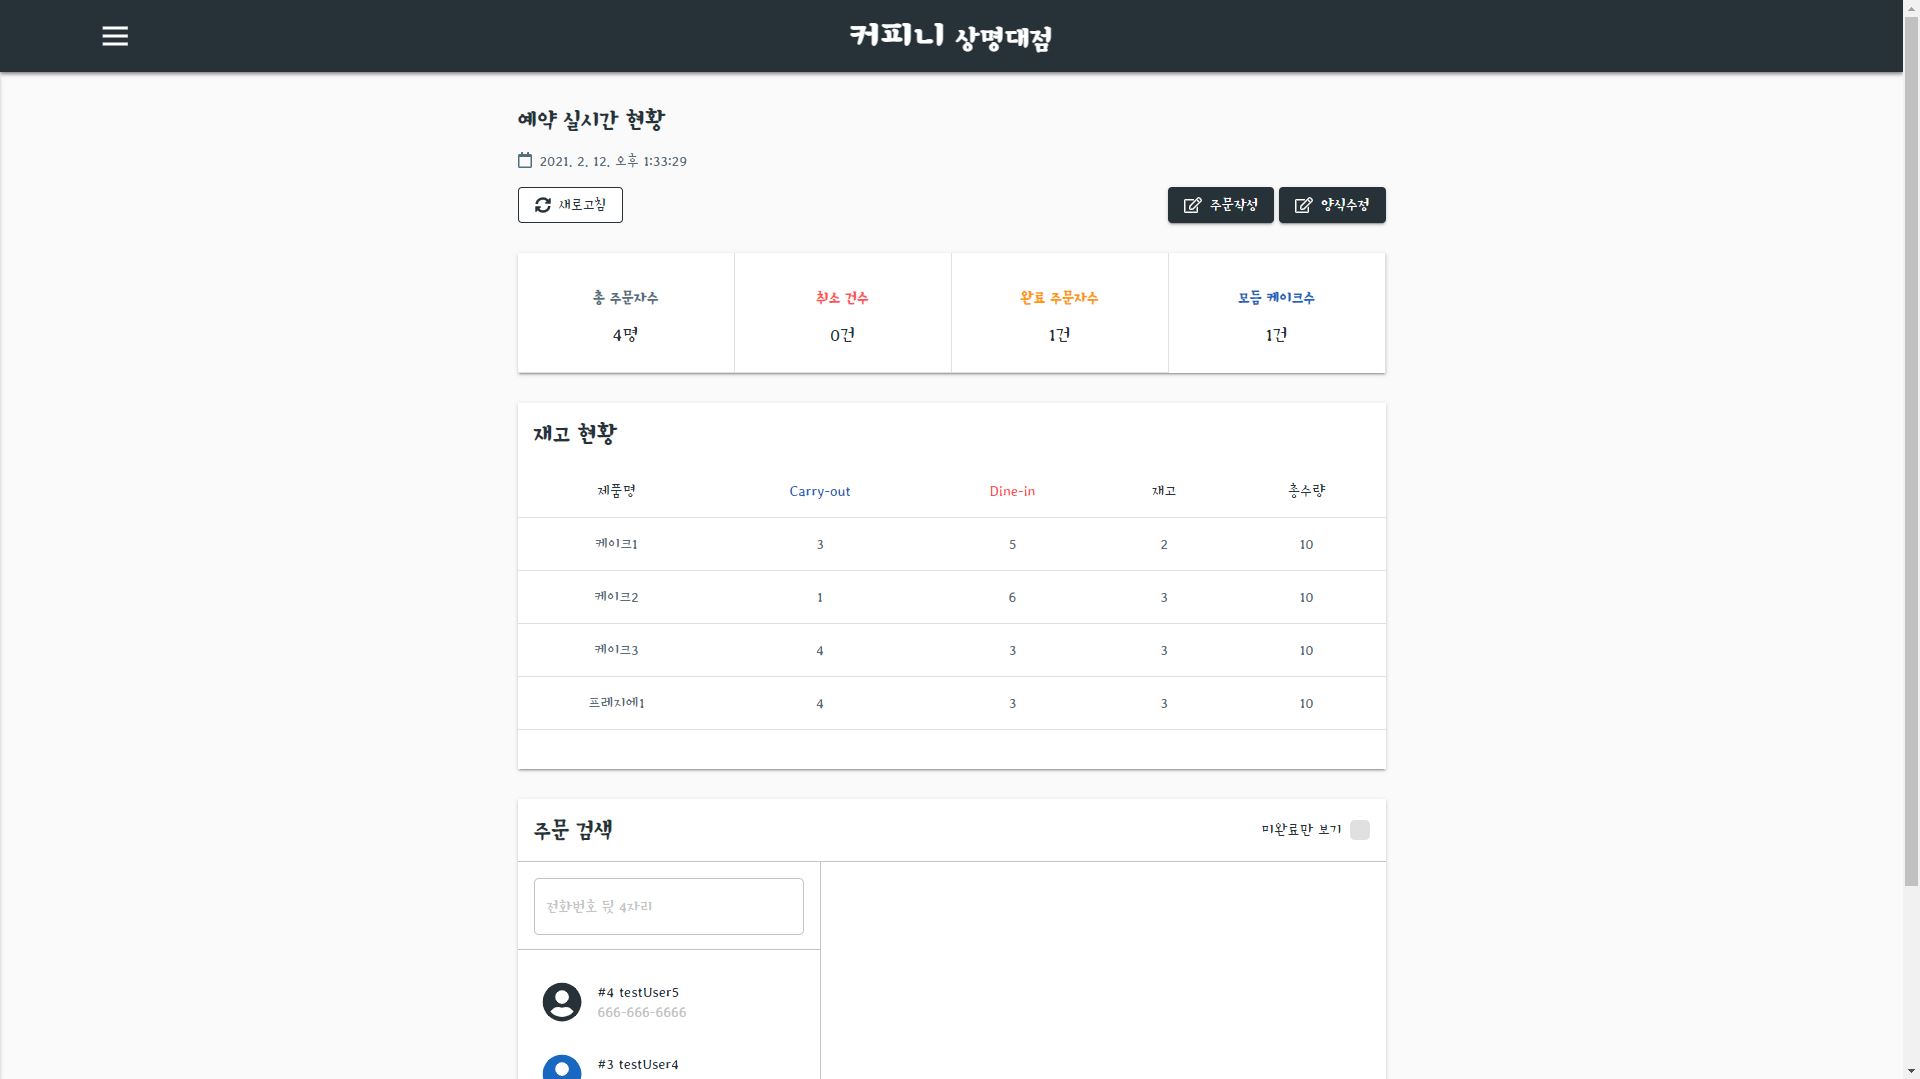 커피니 상명대점
예약 실시간 현황
2021. 2. 12. 오후 1:33:29
새로고침
주문작성
양식수정
총 주문자수
취소 건수
완료 주문자수
모듬 케이크수
4명
0건
1건
1건
재고 현황
제품명 Carry-out Dine-in 재고 총수량
케이크1 3 5 2 10
케이크2 1 6 3 10
케이크3 4 3 3 10
프레지에1 4 3 3 10
주문 검색
미완료만 보기
전화번호 뒷 4자리
#4 testUser5
666-666-6666
#3 testUser4